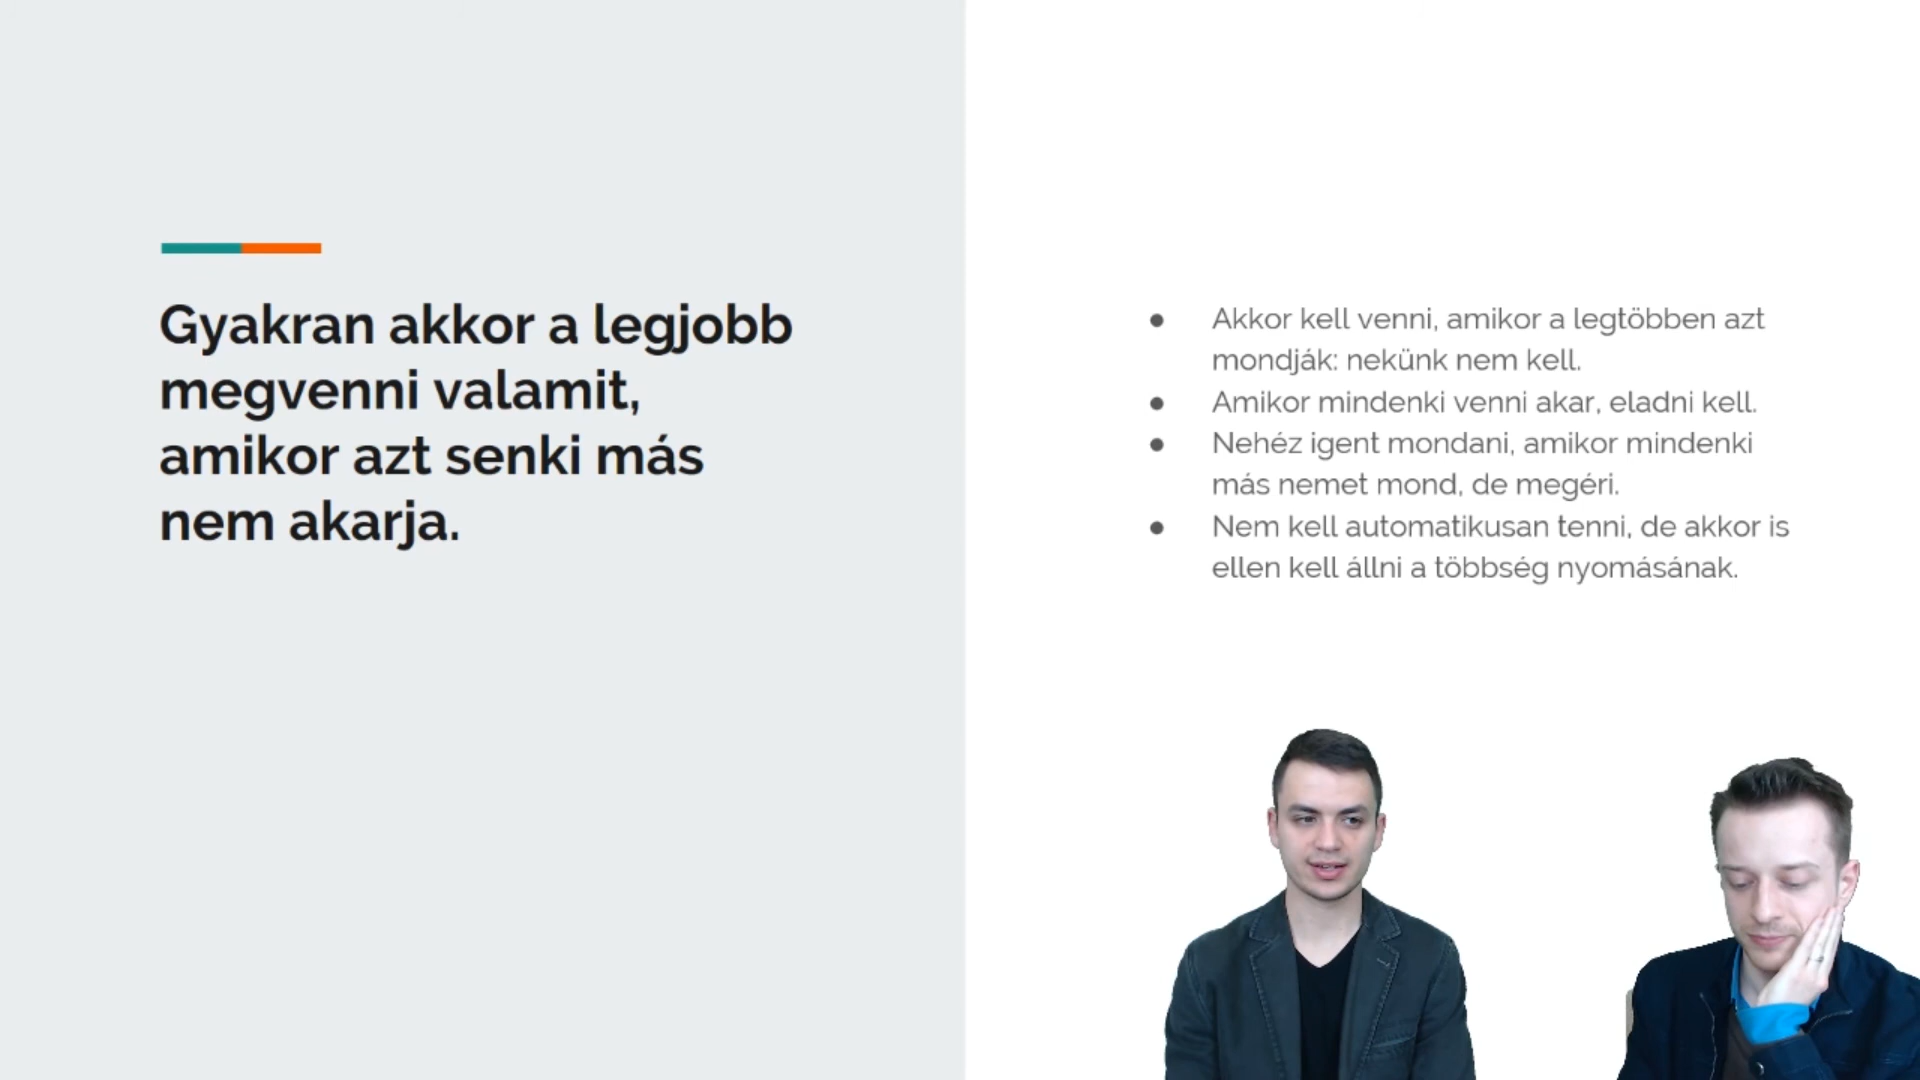 Gyakran akkor a legjobb
megvenni valamit,
amikor azt senki más
nem akarja.
● Akkor kell venni, amikor a legtöbben azt
mondják: nekünk nem kell.
● Amikor mindenki venni akar, eladni kell.
● Nehéz igent mondani, amikor mindenki
más nemet mond, de megéri.
● Nem kell automatikusan tenni, de akkor is
ellen kell állni a többség nyomásának.